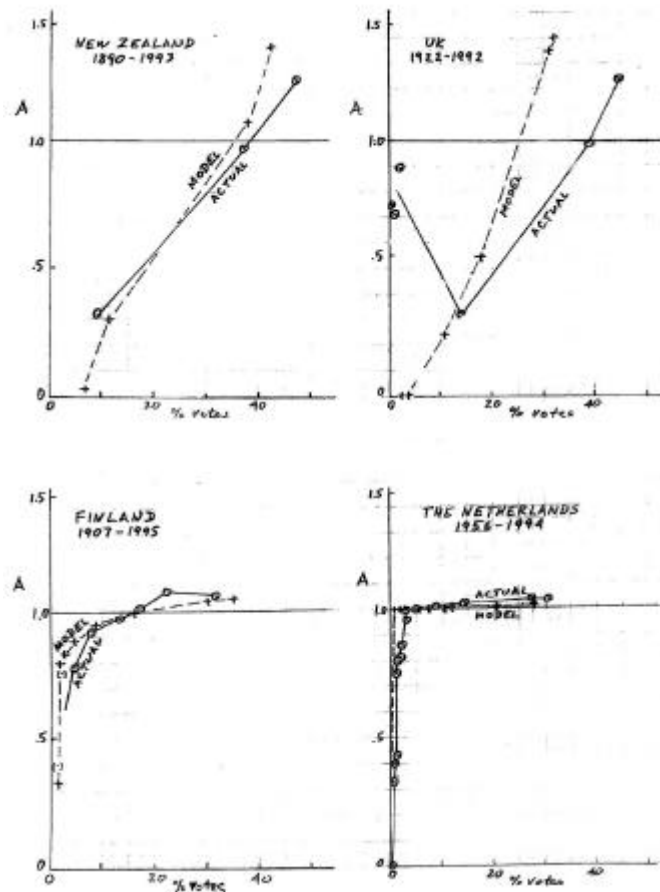 1.5
NEW ZEALAND
1890-1993
A
1.0
MODEL
ACTUAL
.5
0
0
20
40
% votes
1.5
UK
1922-1992
A
1.0
MODEL
ACTUAL
.5
0
0
20
40
% votes
1.5
FINLAND
1907-1995
A
1.0
MODEL
ACTUAL
.5
0
0
20
40
% votes
1.5
THE NETHERLANDS
1956-1994
A
ACTUAL
1.0
MODEL
.5
0
0
20
40
% votes